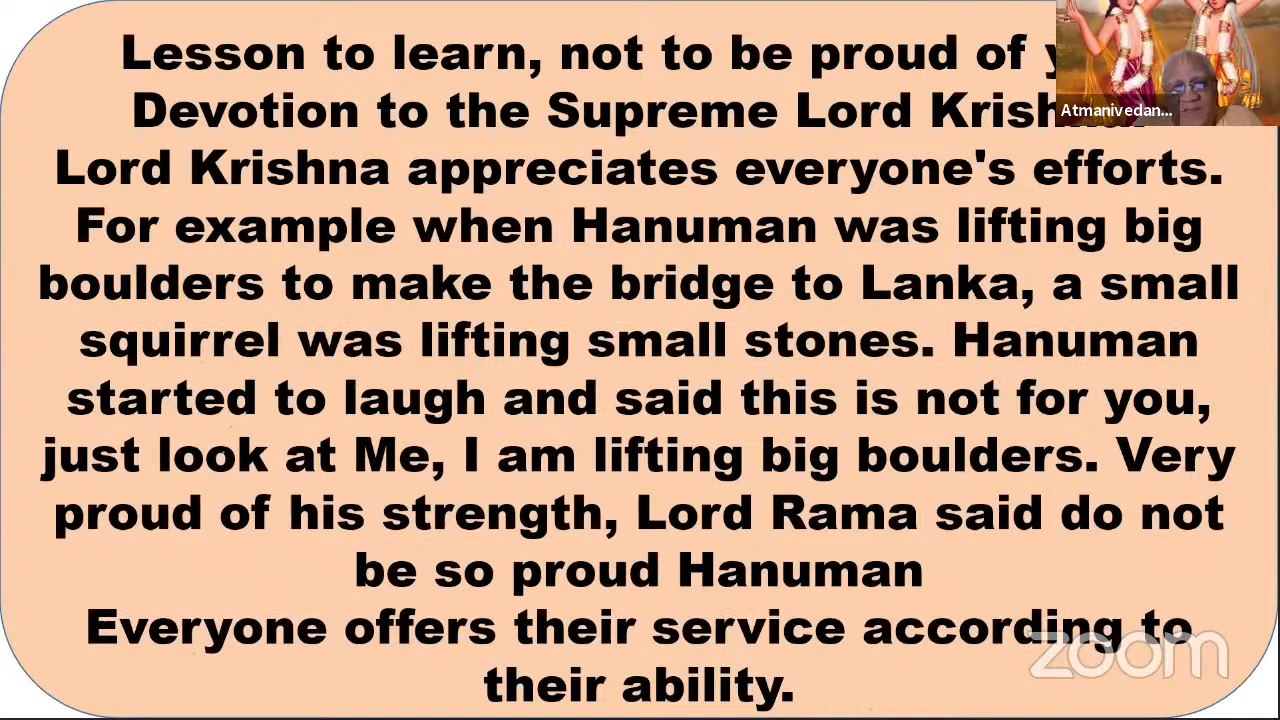 Lesson to learn, not to be proud of
Devotion to the Supreme Lord
Lord Krishna appreciates everyone's efforts.
For example when Hanuman was lifting big
boulders to make the bridge to Lanka, a small
squirrel was lifting small stones. Hanuman
started to laugh and said this is not for you,
just look at Me, I am lifting big boulders. Very
proud of his strength, Lord Rama said do not
be so proud Hanuman
Everyone offers their service according to
their ability.
Atmanivedan...
zoom